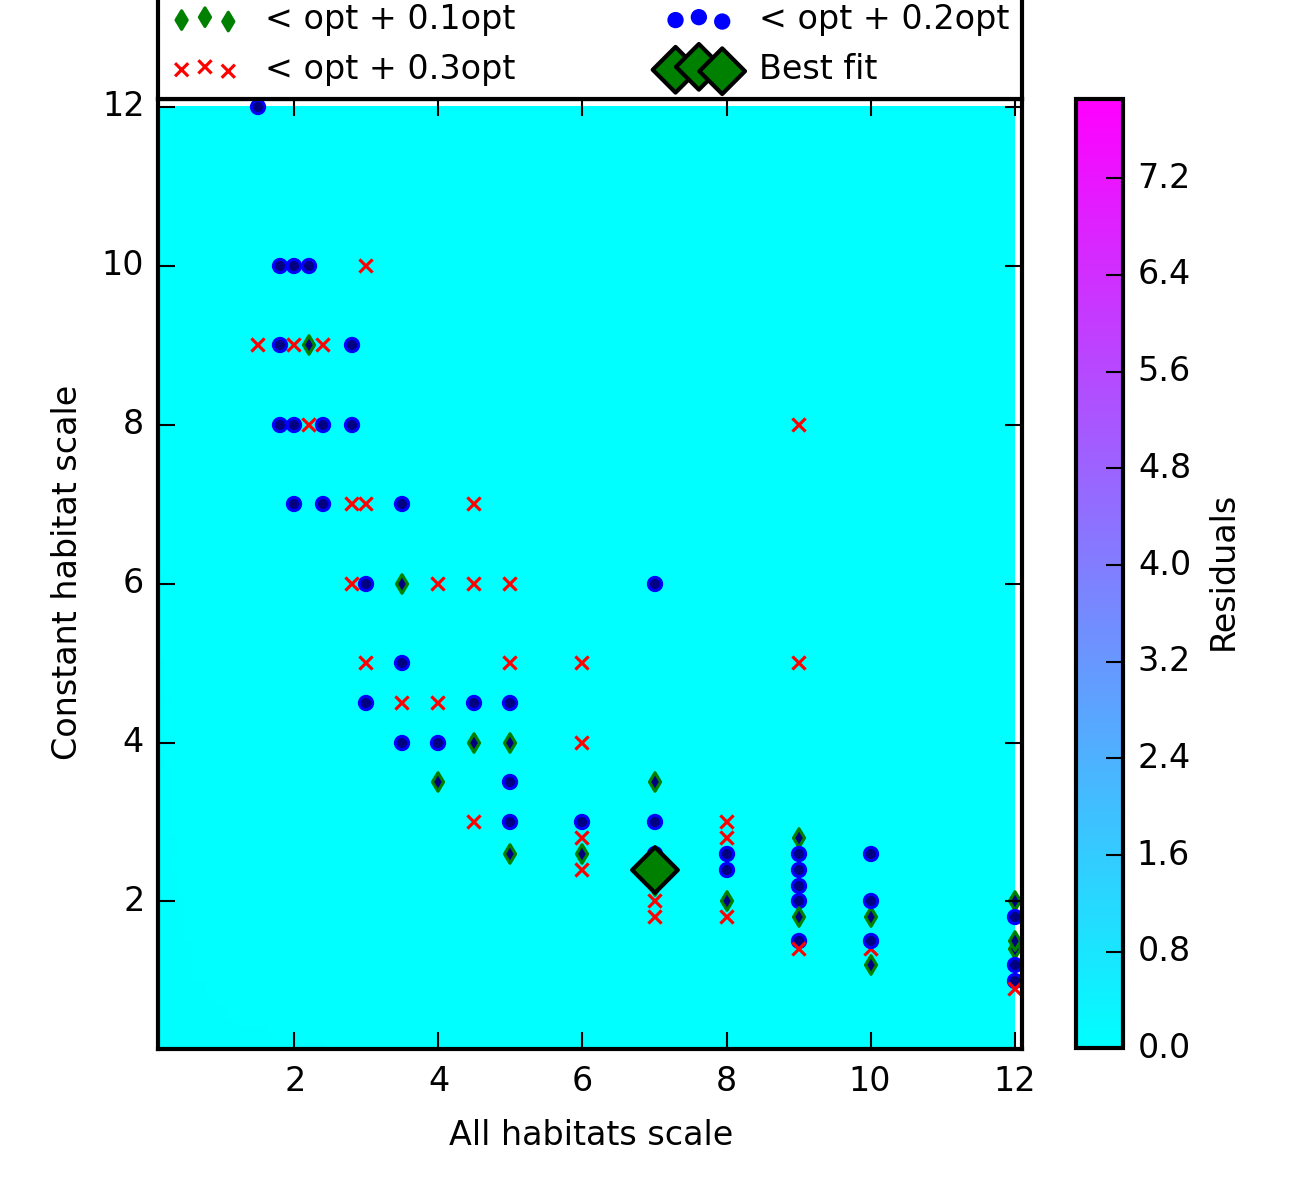 < opt + 0.1opt
< opt + 0.2opt
< opt + 0.3opt
Best fit
12
10
8
6
4
2
Constant habitat scale
2 4 6 8 10 12
All habitats scale
7.2
6.4
5.6
4.8
4.0
3.2
2.4
1.6
0.8
0.0
Residuals